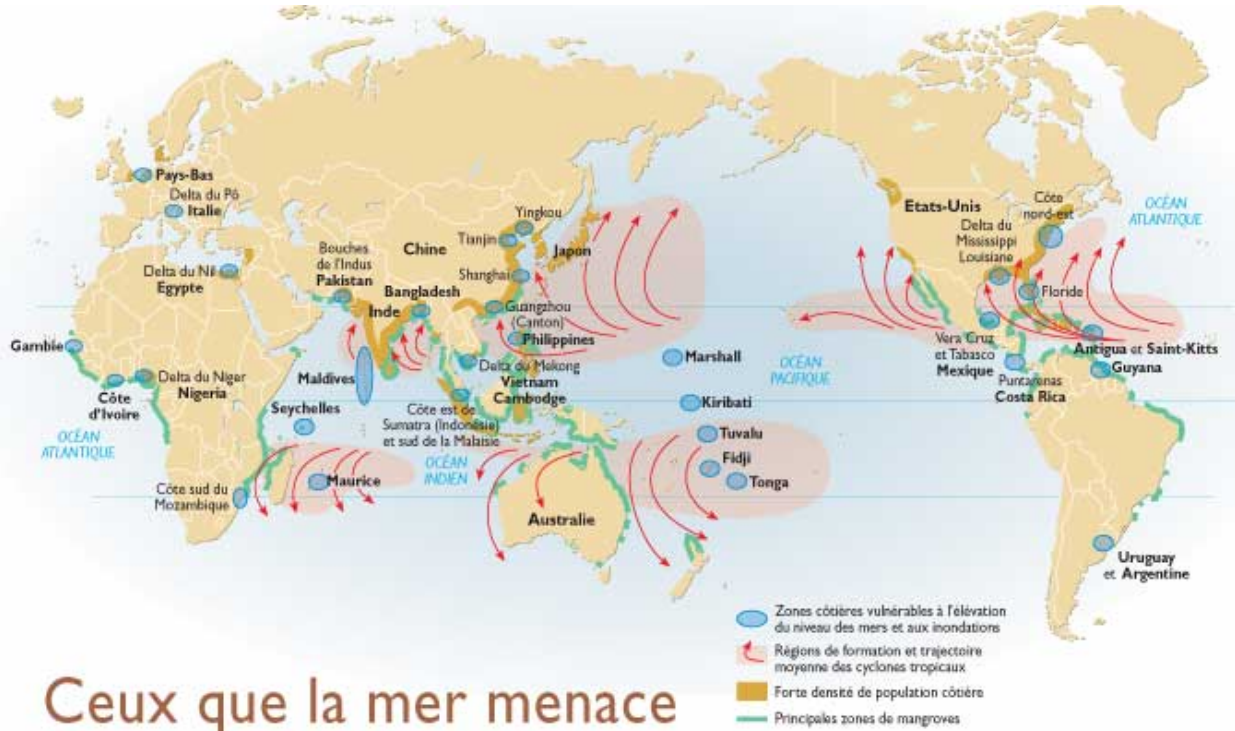 Pays-Bas
Delta du Pô
Italie
Delta du Nil
Egypte
Bouches
de l'Indus
Pakistan
Chine
Bangladesh
Inde
Yingkou
Tianjin
Japon
Shanghai
Guangzhou
(Canton)
Philippines
Delta du Mekong
Vietnam
Cambodge
Gambie
Côte
d'Ivoire
Delta du Niger
Nigeria
Maldives
Seychelles
Côte est de
Sumatra (Indonésie)
et sud de la Malaisie
OCÉAN
ATLANTIQUE
OCÉAN
INDIEN
Côte sud du
Mozambique
Maurice
Australie
Marshall
OCÉAN
PACIFIQUE
Kiribati
Tuvalu
Fidji
Tonga
Etats-Unis
Côte
nord-est
Delta du
Mississippi
Louisiane
Floride
OCÉAN
ATLANTIQUE
Vera Cruz
et Tabasco
Mexique
Antigua et Saint-Kitts
Guyana
Puntarenas
Costa Rica
Uruguay
et Argentine
Zones côtières vulnérables à l'élévation
du niveau des mers et aux inondations
Régions de formation et trajectoire
moyenne des cyclones tropicaux
Forte densité de population côtière
Principales zones de mangroves
Ceux que la mer menace